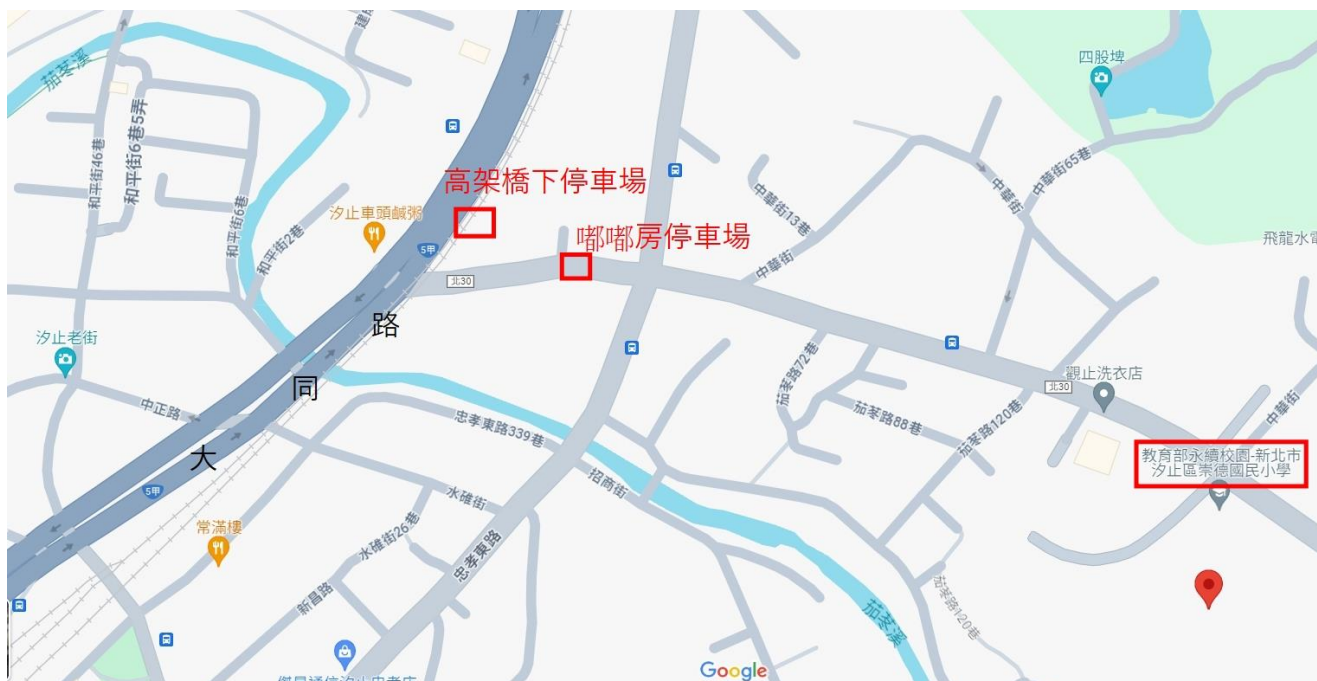 茄苳溪
和平街46巷
和平街6巷5弄
和平街6巷
和平街2巷
汐止車頭鹹粥
高架橋下停車場
嘟嘟房停車場
5甲
北30
四股埤
中華街65巷
中華街
中華街13巷
中華街
飛龍水電
汐止老街
中正路
路
同
大
5甲
常滿樓
水碓街
水碓街26巷
新昌路
忠孝東路339巷
招商街
忠孝東路
茄苳路72巷
茄苳路88巷
茄苳路120巷
茄苳路120巷
茄苳溪
北30
觀止洗衣店
中華街
教育部永續校園-新北市
汐止區崇德國民小學
Google